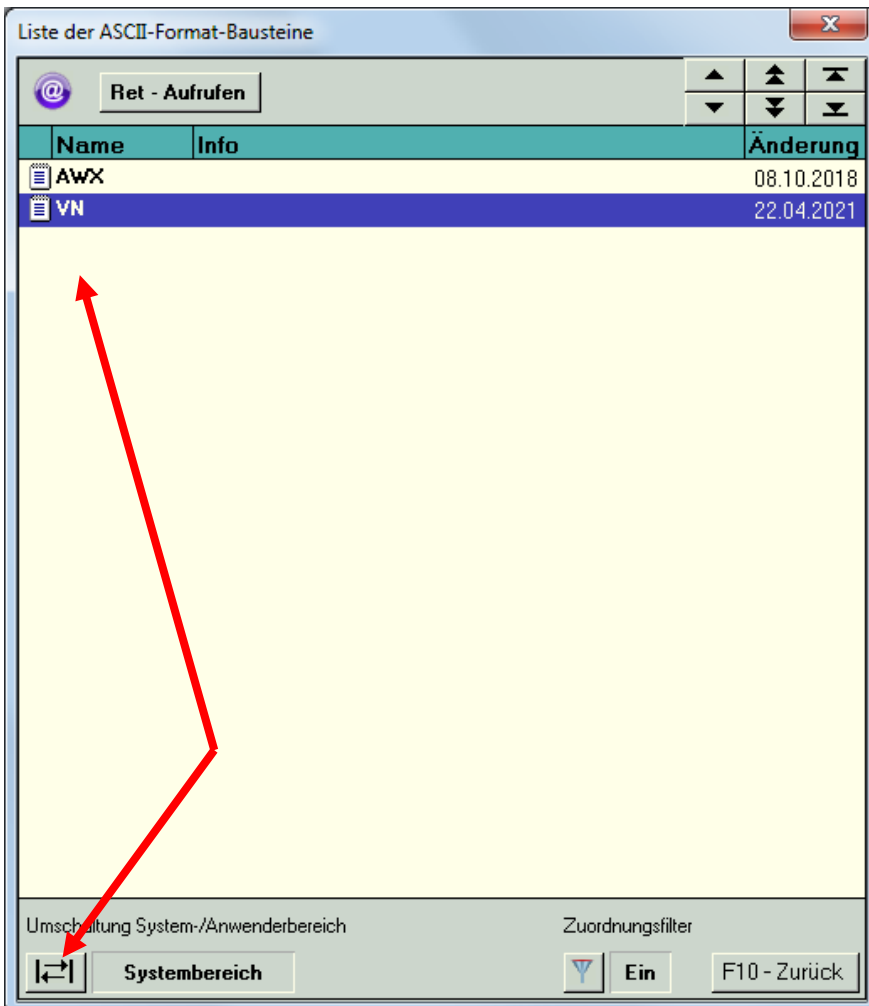 Liste der ASCII-Format-Bausteine
@ Ret - Aufrufen
Name Info Änderung
AWX 08.10.2018
VN 22.04.2021
Umschaltung System-/Anwenderbereich Zuordnungsfilter
Systembereich Ein F10 - Zurück